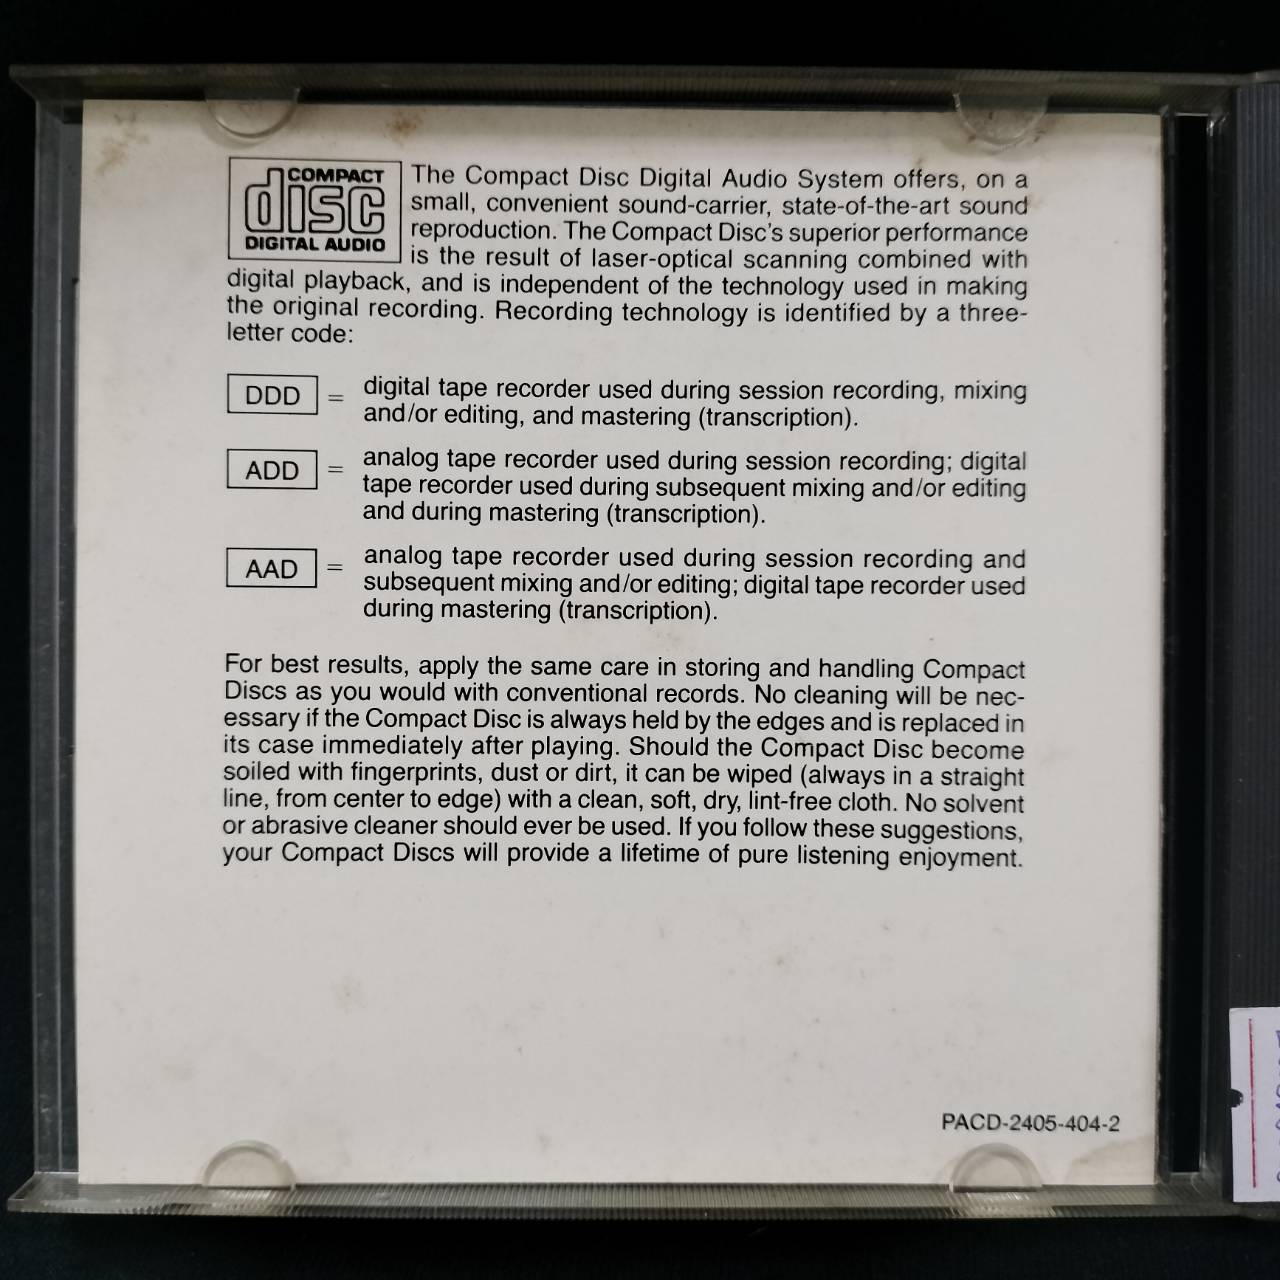 COMPACT
disc
DIGITAL AUDIO
The Compact Disc Digital Audio System offers, on a
small, convenient sound-carrier, state-of-the-art sound
reproduction. The Compact Disc's superior performance
is the result of laser-optical scanning combined with
digital playback, and is independent of the technology used in making
the original recording. Recording technology is identified by a three-
letter code:
DDD = digital tape recorder used during session recording, mixing
and/or editing, and mastering (transcription).
ADD = analog tape recorder used during session recording; digital
tape recorder used during subsequent mixing and/or editing
and during mastering (transcription).
AAD = analog tape recorder used during session recording and
subsequent mixing and/or editing; digital tape recorder used
during mastering (transcription).
For best results, apply the same care in storing and handling Compact
Discs as you would with conventional records. No cleaning will be nec-
essary if the Compact Disc is always held by the edges and is replaced in
its case immediately after playing. Should the Compact Disc become
soiled with fingerprints, dust or dirt, it can be wiped (always in a straight
line, from center to edge) with a clean, soft, dry, lint-free cloth. No solvent
or abrasive cleaner should ever be used. If you follow these suggestions,
your Compact Discs will provide a lifetime of pure listening enjoyment.
PACD-2405-404-2